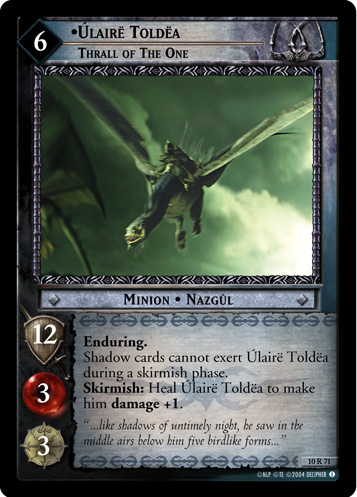 6
•Úlairë Toldëa
Thrall of The One
Minion • Nazgûl
12
3
3
Enduring.
Shadow cards cannot exert Úlairë Toldëa
during a skirmish phase.
Skirmish: Heal Úlairë Toldëa to make
him damage +1.
“...like shadows of untimely night, he saw in the
middle airs below him five birdlike forms...”
10 R 71
©NLP ©TE ©2004 DECIPHER